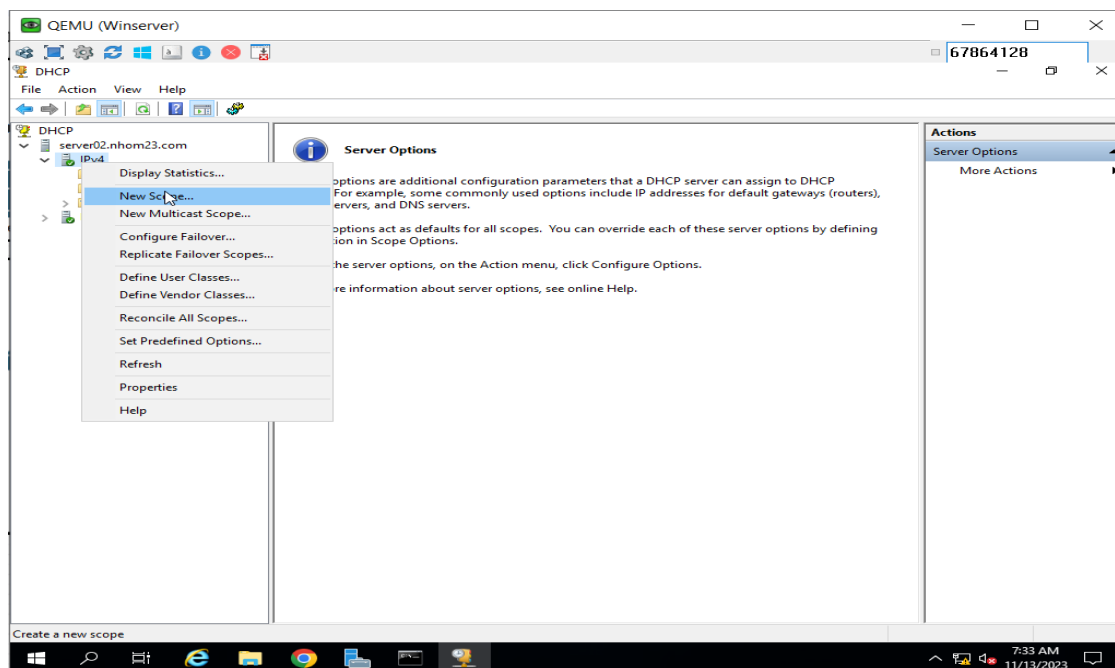 QEMU (Winserver)
67864128
DHCP
File Action View Help
DHCP
server02.nhom23.com
IPv4
Display Statistics...
New Scope...
New Multicast Scope...
Configure Failover...
Replicate Failover Scopes...
Define User Classes...
Define Vendor Classes...
Reconcile All Scopes...
Set Predefined Options...
Refresh
Properties
Help
Server Options
options are additional configuration parameters that a DHCP server can assign to DHCP
For example, some commonly used options include IP addresses for default gateways (routers),
ervers, and DNS servers.
options act as defaults for all scopes. You can override each of these server options by defining
ion in Scope Options.
he server options, on the Action menu, click Configure Options.
re information about server options, see online Help.
Actions
Server Options
More Actions
Create a new scope
7:33 AM
11/13/2023